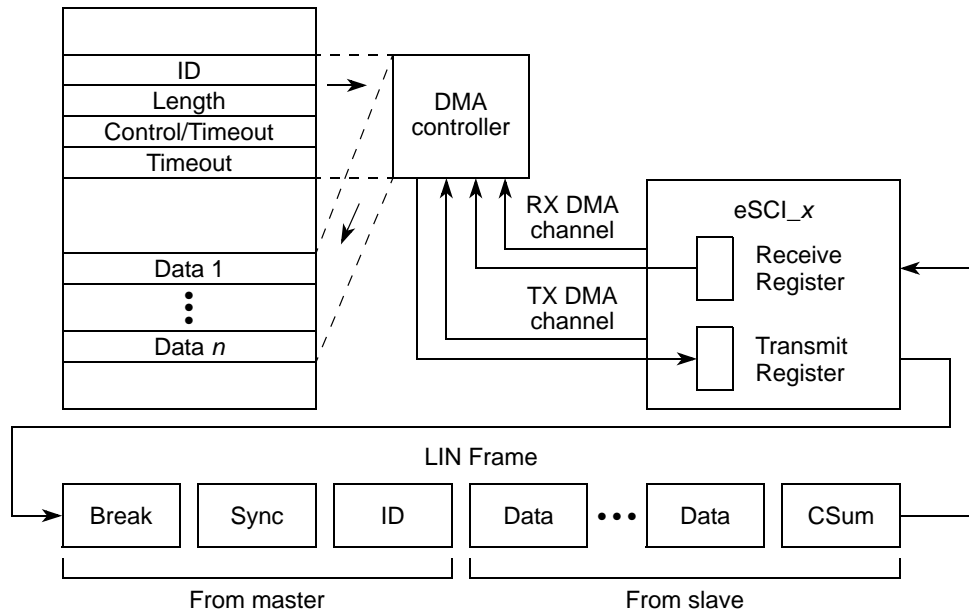 ID
Length
Control/Timeout
Timeout
Data 1
Data n
DMA
controller
RX DMA
channel
TX DMA
channel
eSCI_x
Receive
Register
Transmit
Register
LIN Frame
Break
Sync
ID
Data
Data
CSum
From master
From slave